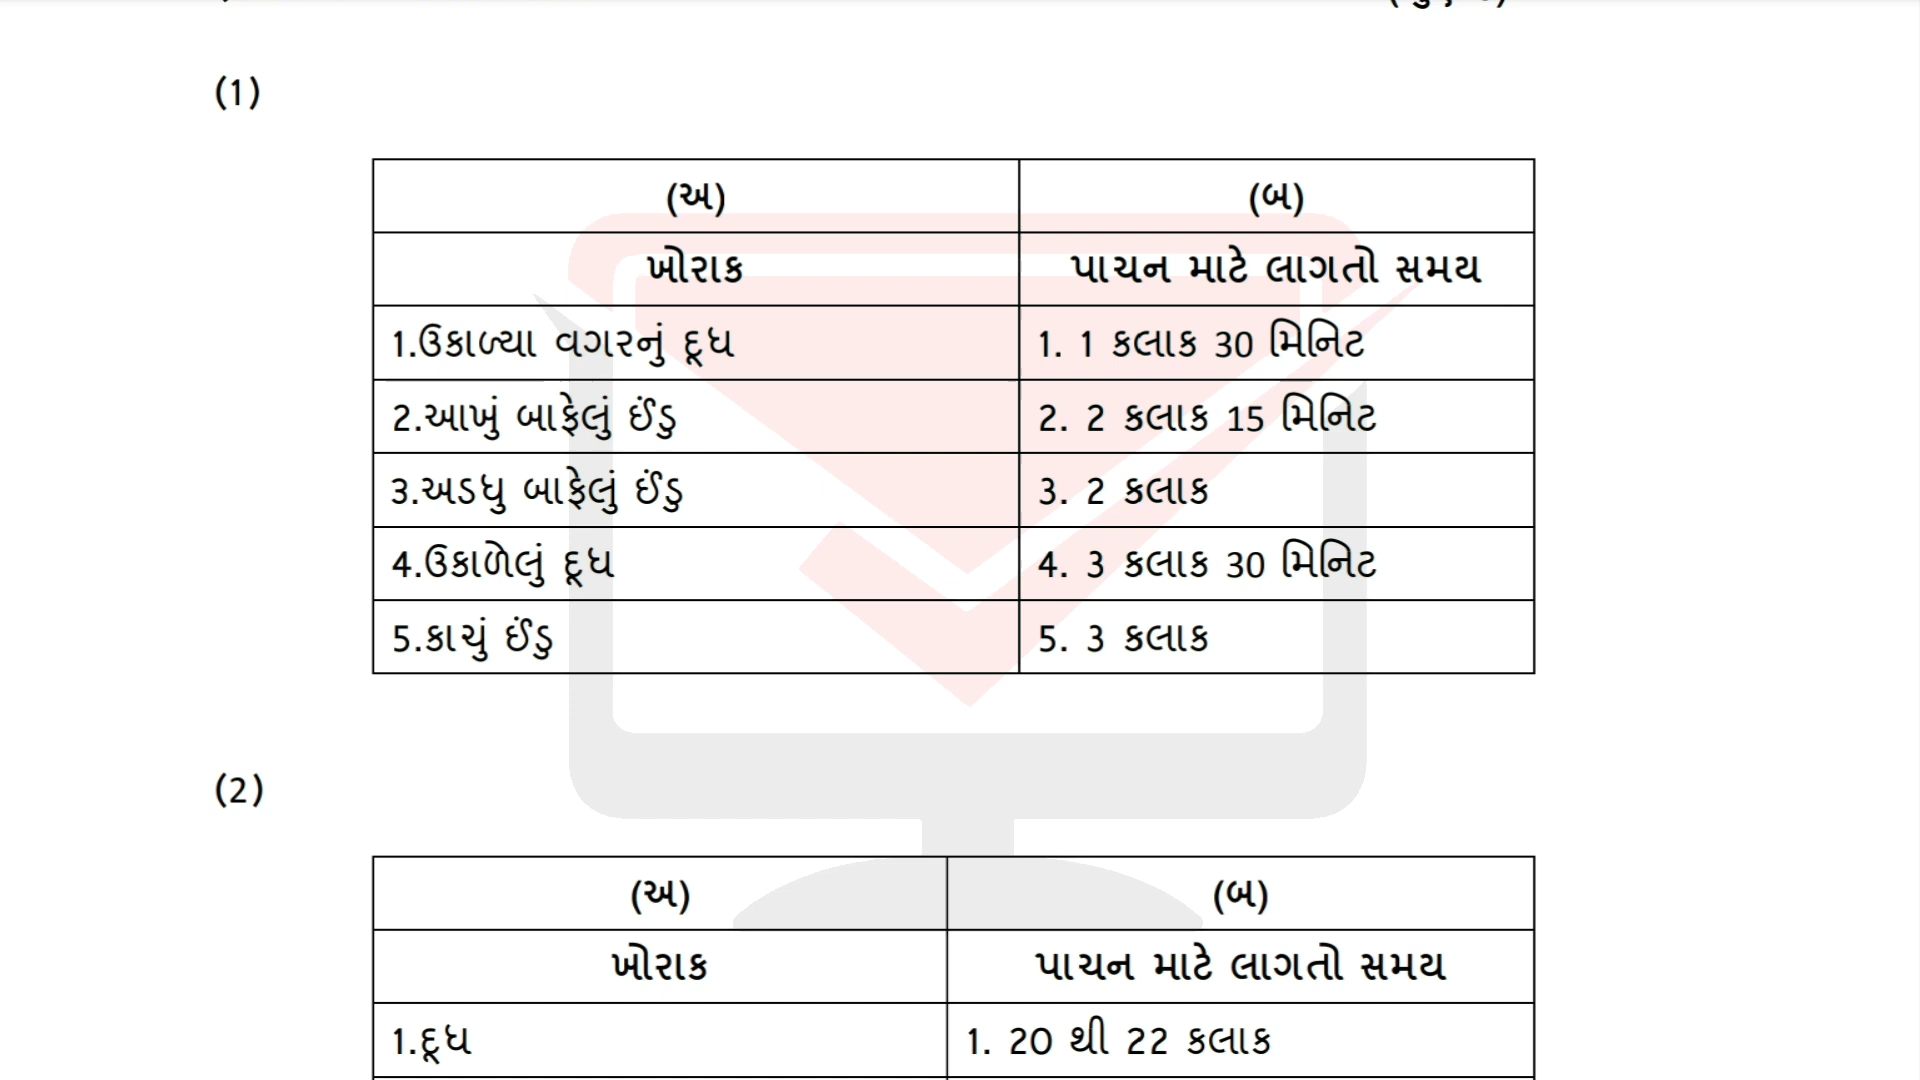 (1)
(અ) (બ)
ખોરાક પાચન માટે લાગતો સમય
1.ઉકાળ્યા વગરનું દૂધ 1. 1 કલાક 30 મિનિટ
2.આખું બાફેલું ઈંડુ 2. 2 કલાક 15 મિનિટ
3.અડધુ બાફેલું ઈંડુ 3. 2 કલાક
4.ઉકાળેલું દૂધ 4. 3 કલાક 30 મિનિટ
5.કાચું ઈંડુ 5. 3 કલાક
(2)
(અ) (બ)
ખોરાક પાચન માટે લાગતો સમય
1.દૂધ 1. 20 થી 22 કલાક